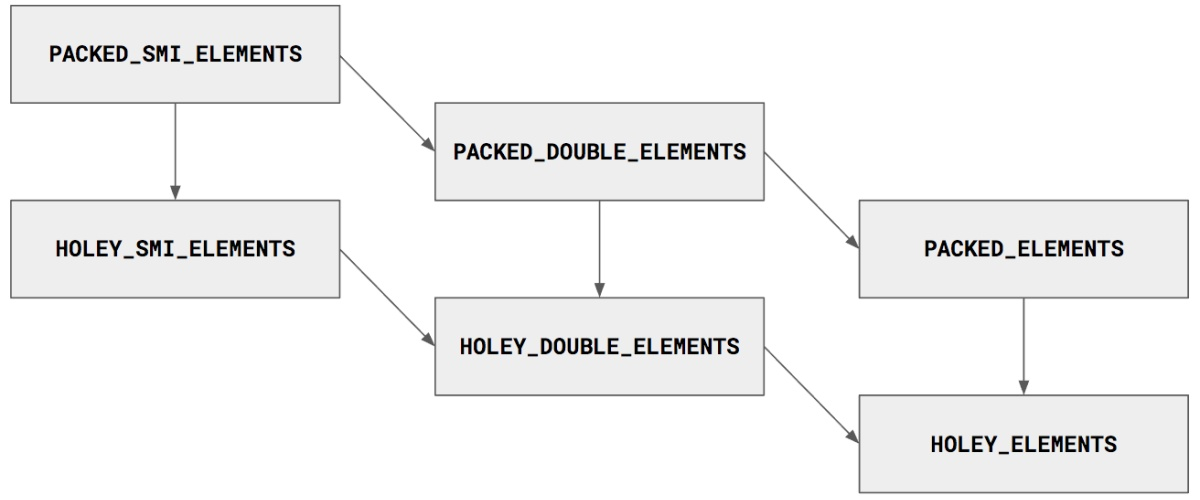 PACKED_SMI_ELEMENTS
PACKED_DOUBLE_ELEMENTS
HOLEY_SMI_ELEMENTS
PACKED_ELEMENTS
HOLEY_DOUBLE_ELEMENTS
HOLEY_ELEMENTS